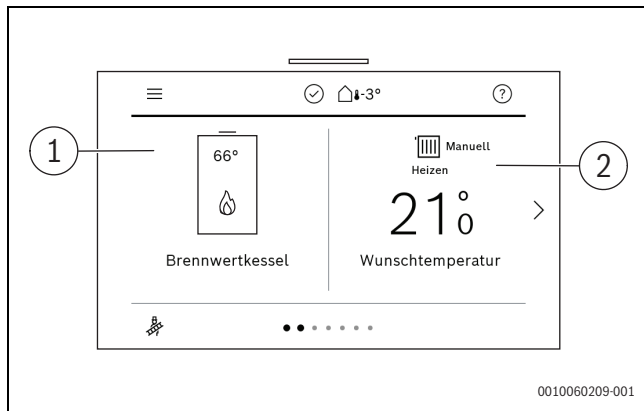 -3°
?
1
66°
Brennwertkessel
Manuell
Heizen
21°0
Wunschtemperatur
2
0010060209-001